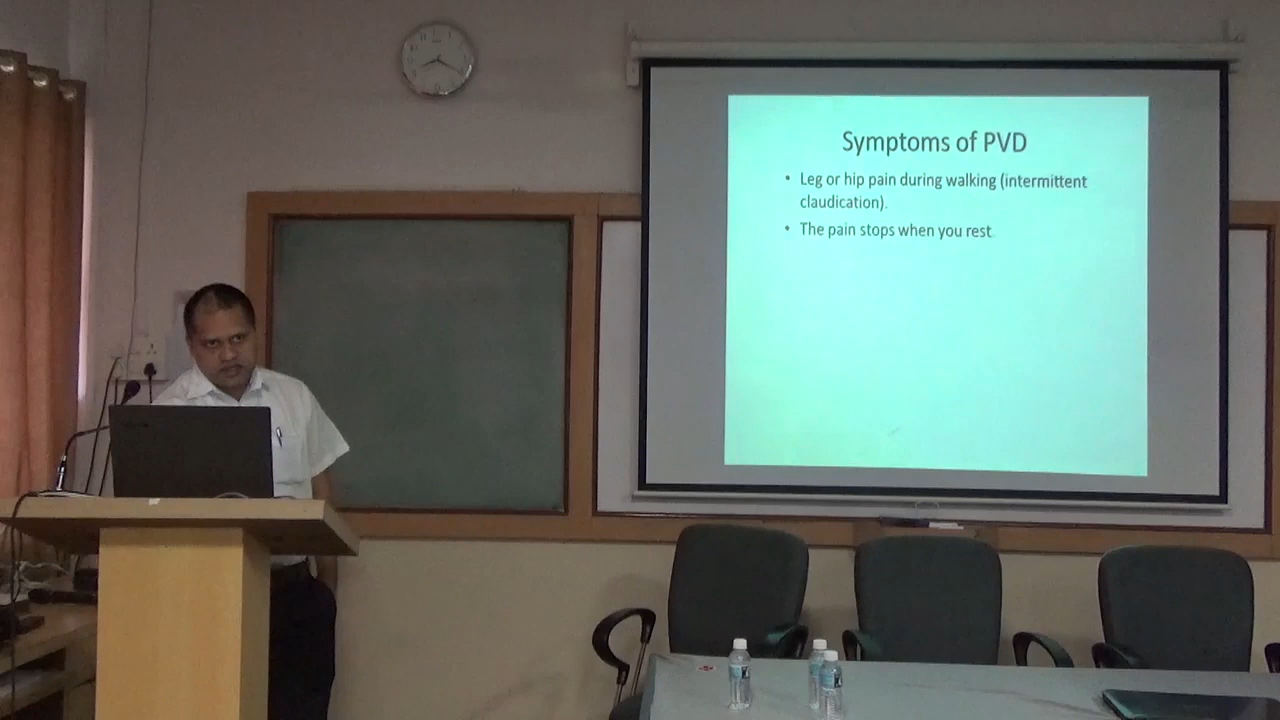 Symptoms of PVD
• Leg or hip pain during walking (intermittent
claudication).
• The pain stops when you rest